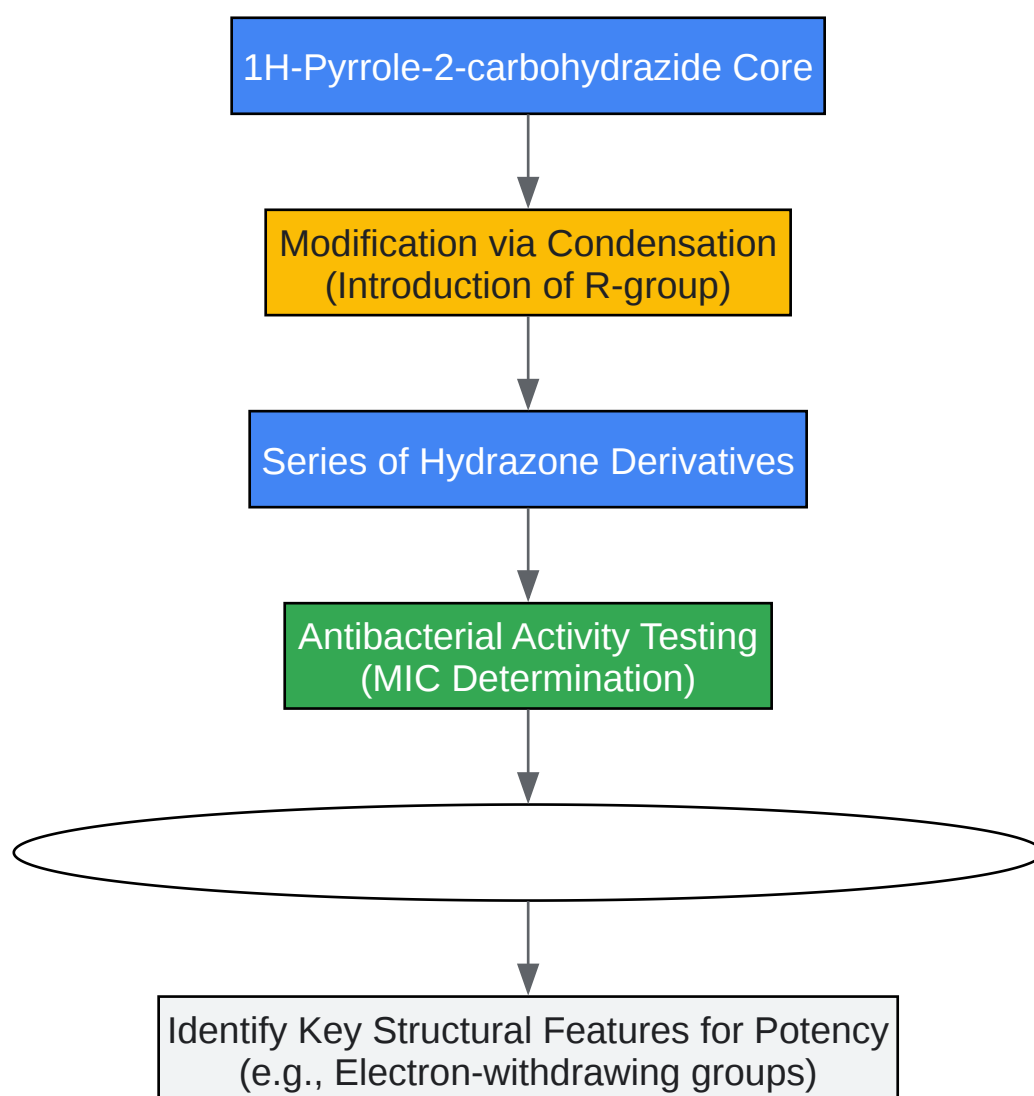 1H-Pyrrole-2-carbohydrazide Core
Modification via Condensation
(Introduction of R-group)
Series of Hydrazone Derivatives
Antibacterial Activity Testing
(MIC Determination)
Identify Key Structural Features for Potency
(e.g., Electron-withdrawing groups)